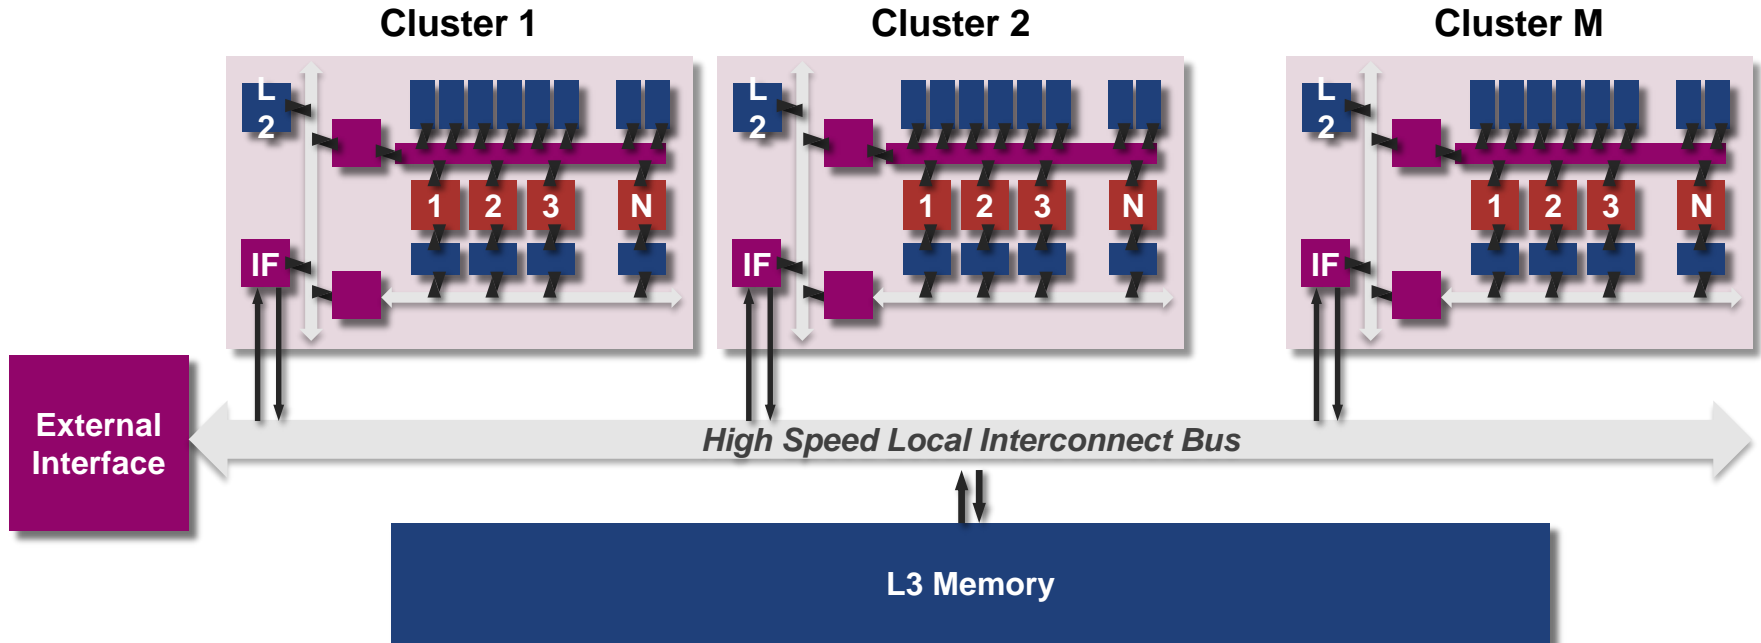 Cluster 1
Cluster 2
Cluster M
L
2
1
2
3
N
IF
L
2
1
2
3
N
IF
L
2
1
2
3
N
IF
External
Interface
High Speed Local Interconnect Bus
L3 Memory